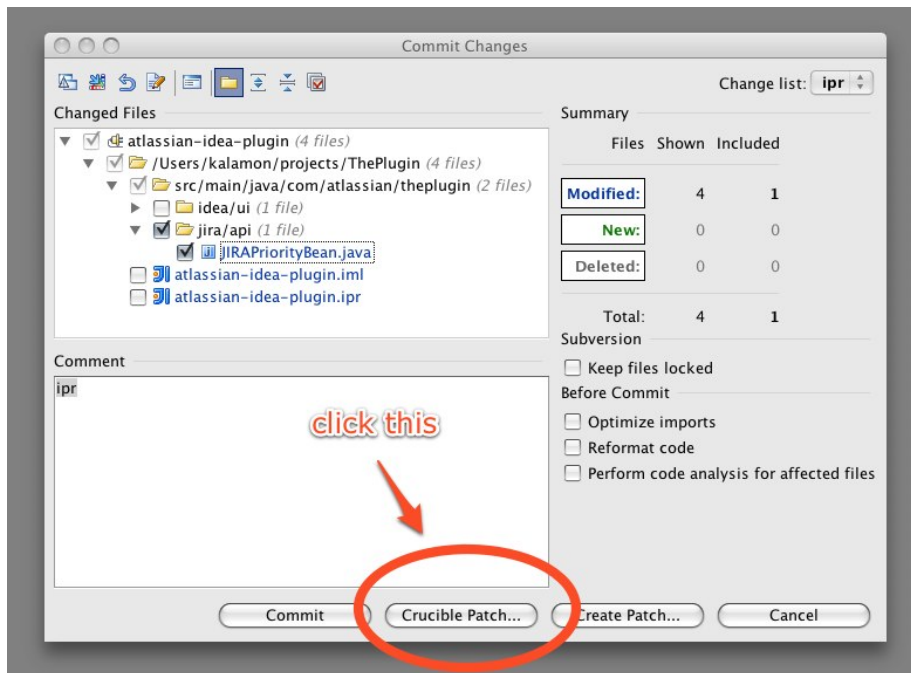 Commit Changes
Change list: ipr
Changed Files
atlassian-idea-plugin (4 files)
/Users/kalamon/projects/ThePlugin (4 files)
src/main/java/com/atlassian/theplugin (2 files)
idea/ui (1 file)
jira/api (1 file)
JIRAPriorityBean.java
atlassian-idea-plugin.iml
atlassian-idea-plugin.ipr
Summary
Files Shown Included
Modified: 4 1
New: 0 0
Deleted: 0 0
Total: 4 1
Subversion
Keep files locked
Before Commit
Optimize imports
Reformat code
Perform code analysis for affected files
Comment
ipr
click this
Commit
Crucible Patch...
Create Patch...
Cancel